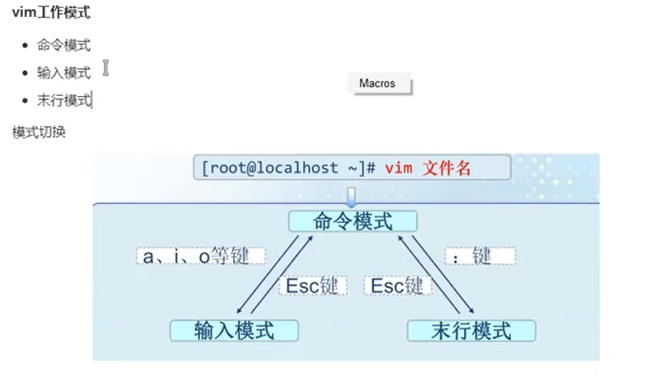 vim工作模式
命令模式
输入模式
末行模式
Macros
模式切换
[root@localhost ~]# vim 文件名
命令模式
a、i、o等键
：键
Esc键
Esc键
输入模式
末行模式